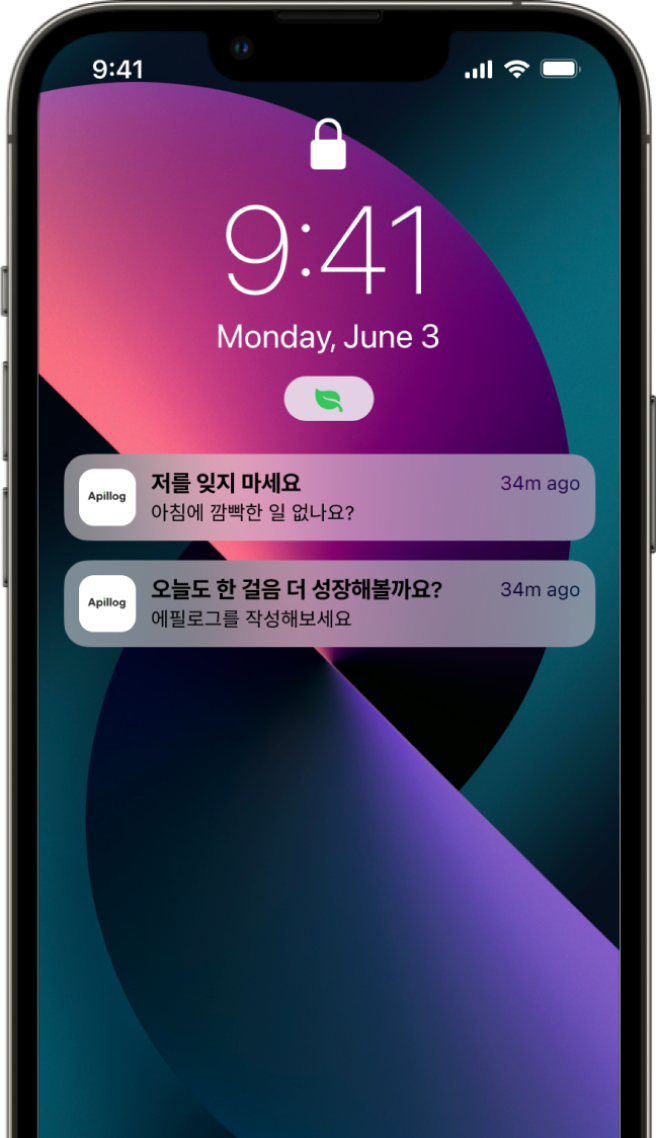 9:41
9:41
Monday, June 3
Apillog
저를 잊지 마세요
34m ago
아침에 깜빡한 일 없나요?
Apillog
오늘도 한 걸음 더 성장해볼까요?
34m ago
에필로그를 작성해보세요